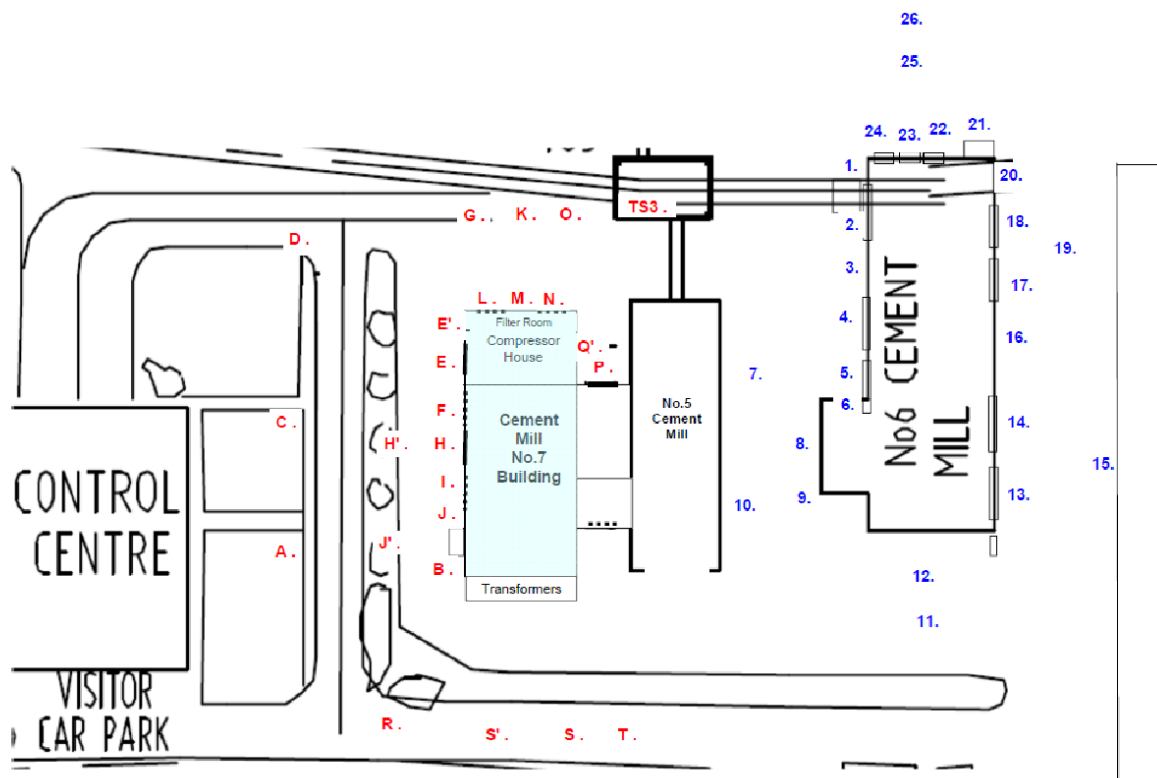 26.
25.
24. 23. 22. 21.
1. 20.
G. K. O. TS3. 2. 18.
D. 19.
3.
17.
L. M. N.
E'. Filter Room 4. 16.
Compressor
House
Q'.
E. P. 7. 5.
No.5
Cement
Mill
No6 CEMENT
MILL
6.
F. 14.
C. Cement
Mill
No.7
Building
H'. H. 8.
15.
CONTROL
CENTRE
I. 9. 13.
J. 10.
A. J'.
B. 12.
Transformers
11.
VISITOR
CAR PARK
R. S'. S. T.